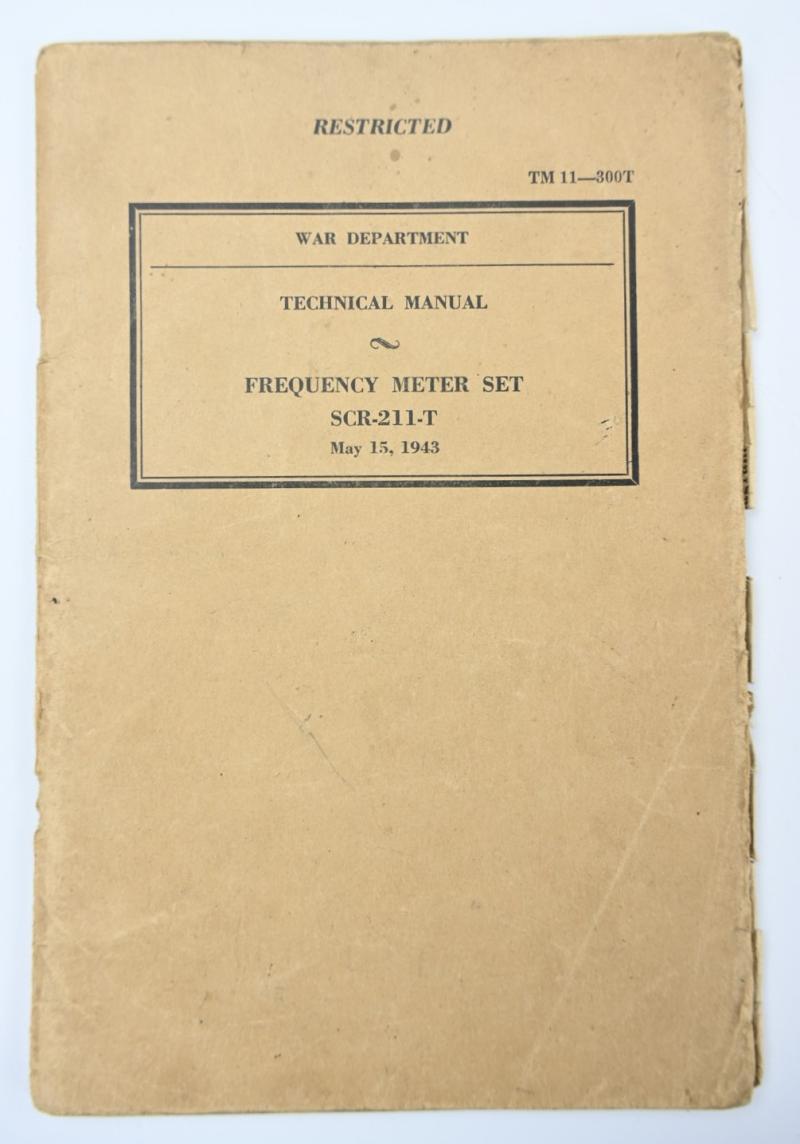 RESTRICTED
TM 11—300T
WAR DEPARTMENT
TECHNICAL MANUAL
FREQUENCY METER SET
SCR-211-T
May 15, 1943